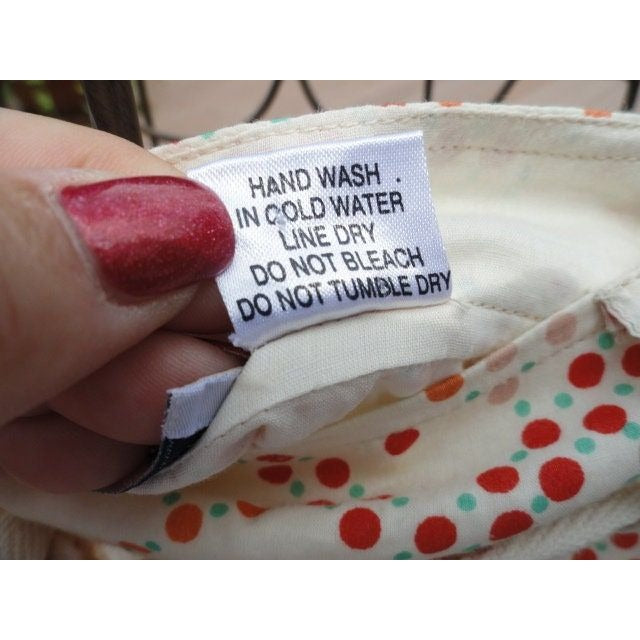 HAND WASH
IN COLD WATER
LINE DRY
DO NOT BLEACH
DO NOT TUMBLE DRY